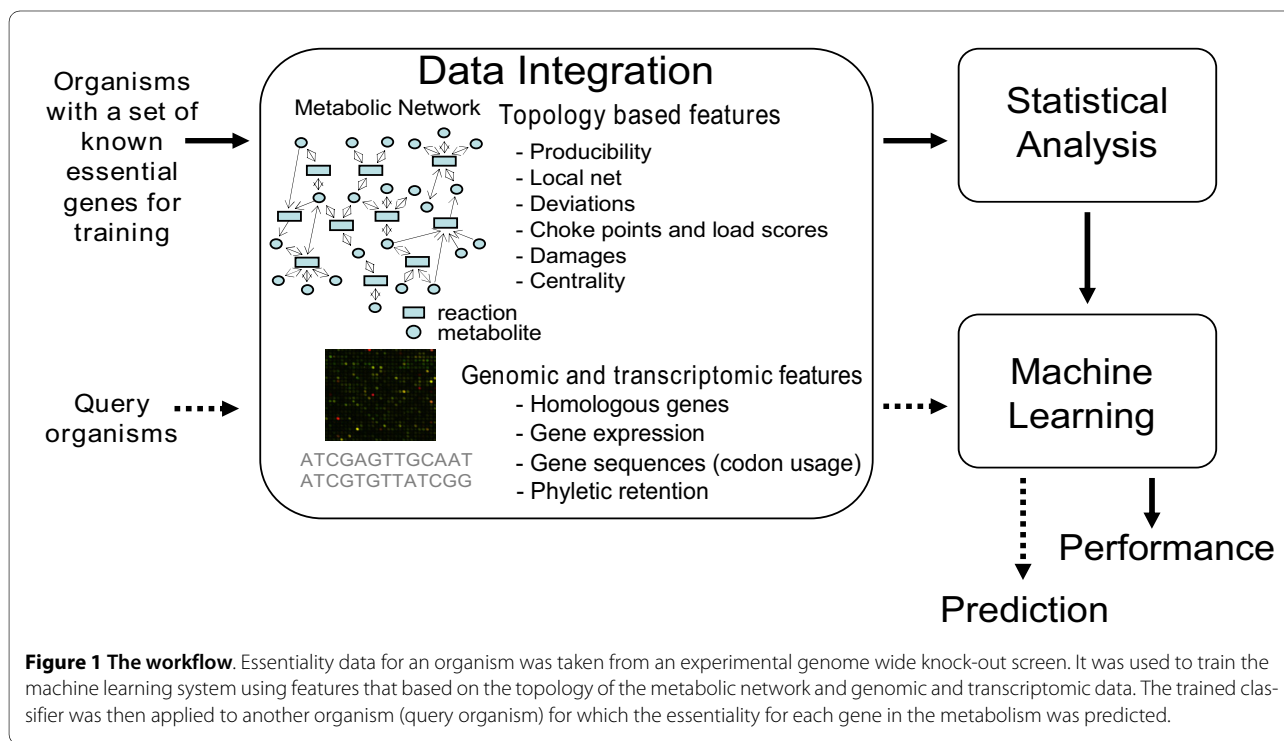 Organisms
with a set of
known
essential
genes for
training
Query
organisms
Data Integration
Metabolic Network
reaction
metabolite
Topology based features
- Producibility
- Local net
- Deviations
- Choke points and load scores
- Damages
- Centrality
Genomic and transcriptomic features
- Homologous genes
- Gene expression
- Gene sequences (codon usage)
- Phyletic retention
ATCGAGTTGCAAT
ATCGTGTTATCGG
Statistical
Analysis
Machine
Learning
Performance
Prediction
Figure 1 The workflow. Essentiality data for an organism was taken from an experimental genome wide knock-out screen. It was used to train the
machine learning system using features that based on the topology of the metabolic network and genomic and transcriptomic data. The trained clas-
sifier was then applied to another organism (query organism) for which the essentiality for each gene in the metabolism was predicted.